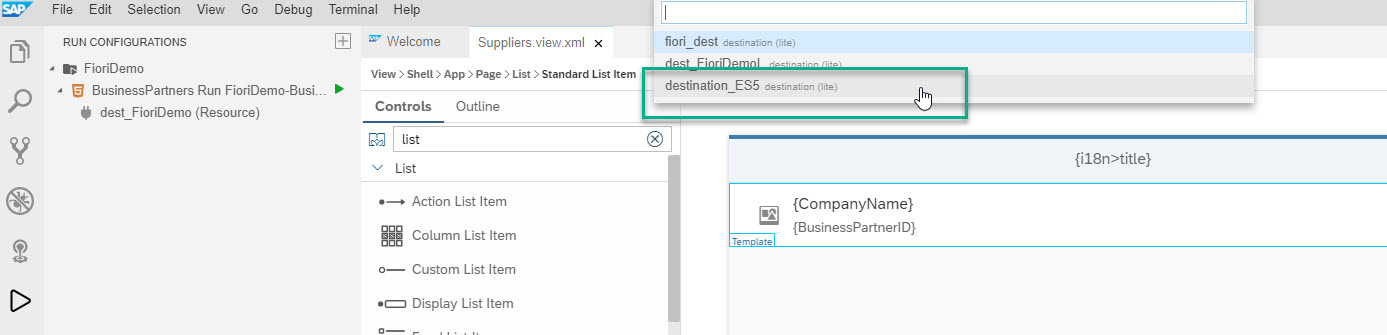 SAP File Edit Selection View Go Debug Terminal Help
RUN CONFIGURATIONS
FioriDemo
BusinessPartners Run FioriDemo-Busi...
dest_FioriDemo (Resource)
Welcome Suppliers.view.xml
View > Shell > App > Page > List > Standard List Item
Controls Outline
list
List
Action List Item
Column List Item
Custom List Item
Display List Item
fiori_dest destination (lite)
dest_FioriDemoI destination (lite)
destination_ES5 destination (lite)
{i18n>title}
{CompanyName}
{BusinessPartnerID}
Template